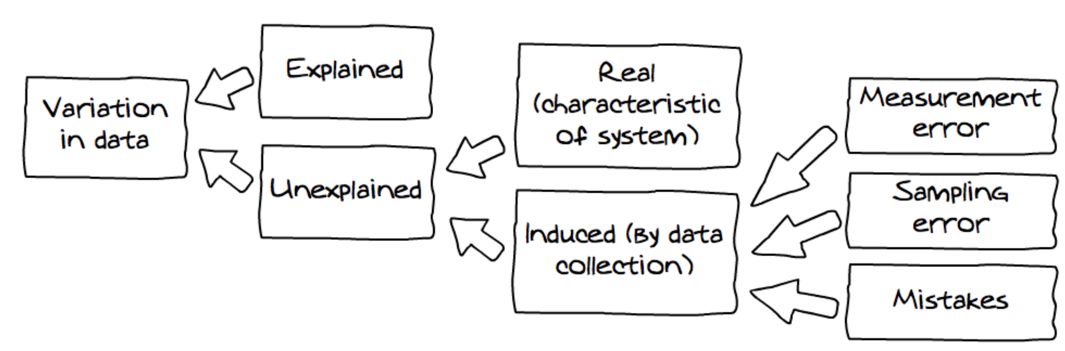 Variation
in data
Explained
Unexplained
Real
(characteristic
of system)
Induced (By data
collection)
Measurement
error
Sampling
error
Mistakes